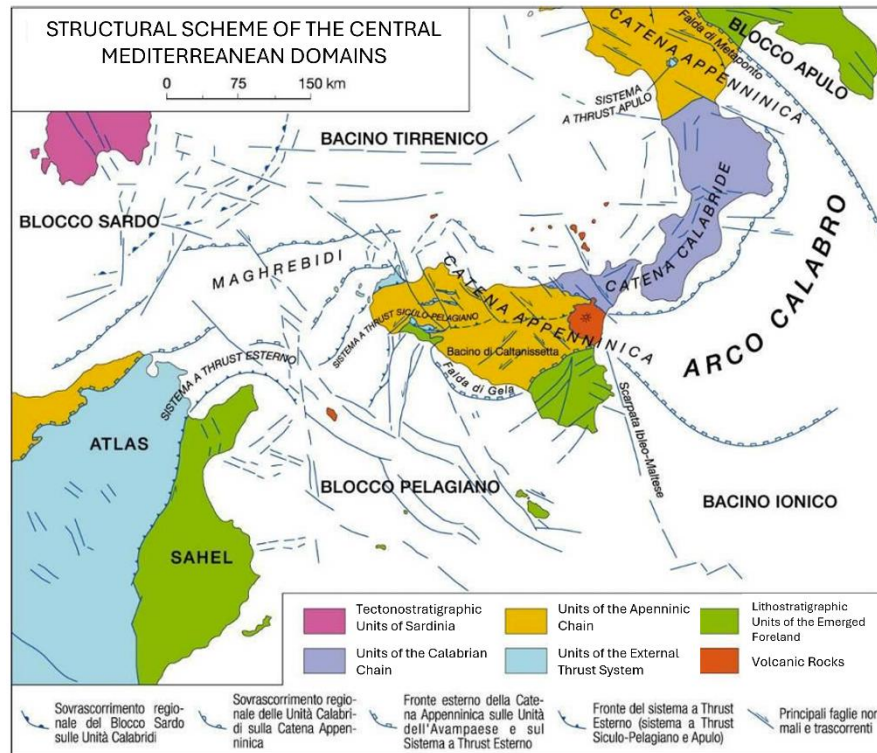 STRUCTURAL SCHEME OF THE CENTRAL
MEDITERREANEAN DOMAINS
0 75 150 km
CATENA APPENNINICA
Falda di Metaponto
BLOCCO APULO
SISTEMA
A THRUST APULO
BACINO TIRRENICO
BLOCCO SARDO
CATENA CALABRIDE
ARCO CALABRO
MAGHREBIDI
CATENA APPENNINICA
SISTEMA A THRUST SICULO-PELAGIANO
Bacino di Caltanissetta
SISTEMA A THRUST ESTERNO
Falda di Gela
Scarpata Ibleo-Maltese
ATLAS
BLOCCO PELAGIANO
BACINO IONICO
SAHEL
Tectonostratigraphic
Units of Sardinia
Units of the Apenninic
Chain
Lithostratigraphic
Units of the Emerged
Foreland
Units of the Calabrian
Chain
Units of the External
Thrust System
Volcanic Rocks
Sovrascorrimento regio-
nale del Blocco Sardo
sulle Unità Calabridi
Sovrascorrimento regio-
nale delle Unità Calabri-
di sulla Catena Appen-
ninica
Fronte esterno della Cate-
na Appenninica sulle Unità
dell'Avampaese e sul
Sistema a Thrust Esterno
Fronte del sistema a Thrust
Esterno (sistema a Thrust
Siculo-Pelagiano e Apulo)
Principali faglie nor
mali e trascorrenti